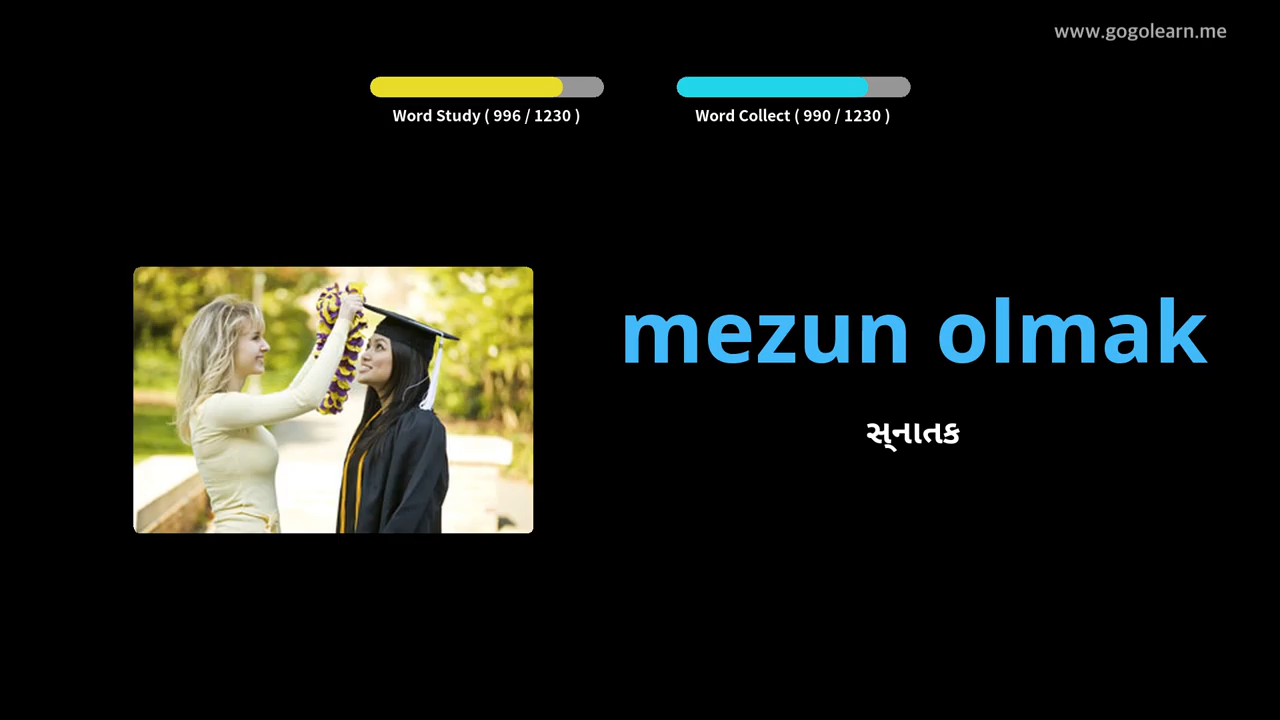 www.gogolearn.me
Word Study ( 996 / 1230 )
Word Collect ( 990 / 1230 )
mezun olmak
સ્નાતક